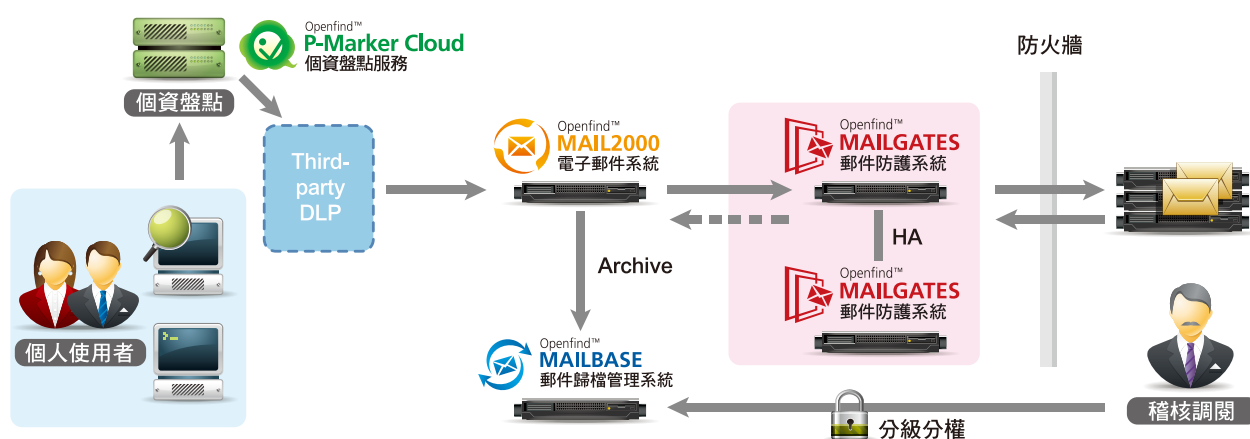 Openfind™
P-Marker Cloud
個資盤點服務
個資盤點
Third-
party
DLP
個人使用者
Openfind™
MAIL2000
電子郵件系統
Archive
Openfind™
MAILBASE
郵件歸檔管理系統
Openfind™
MAILGATES
郵件防護系統
HA
Openfind™
MAILGATES
郵件防護系統
防火牆
稽核調閱
分級分權